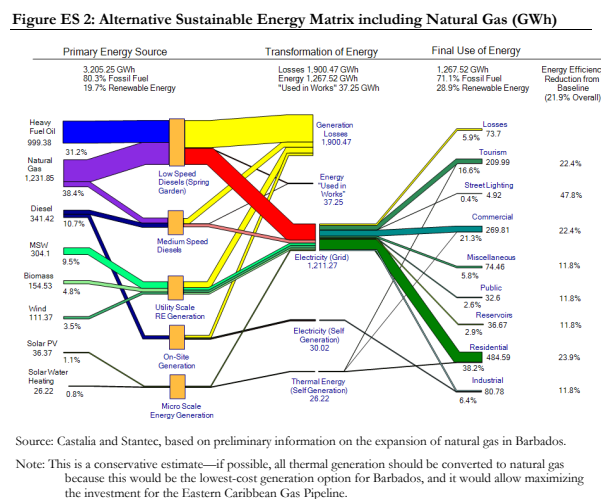 Figure ES 2: Alternative Sustainable Energy Matrix including Natural Gas (GWh)
Primary Energy Source
Transformation of Energy
Final Use of Energy
3,205.25 GWh
80.3% Fossil Fuel
19.7% Renewable Energy
Losses 1,900.47 GWh
Energy 1,267.52 GWh
"Used in Works" 37.25 GWh
1,267.52 GWh
71.1% Fossil Fuel
28.9% Renewable Energy
Energy Efficienc
Reduction from
Baseline
(21.9% Overall)
Heavy
Fuel Oil
999.38
31.2%
Natural
Gas
1,231.85
38.4%
Diesel
341.42
10.7%
MSW
304.1
9.5%
Biomass
154.53
4.8%
Wind
111.37
3.5%
Solar PV
36.37
1.1%
Solar Water
Heating
26.22
0.8%
Low Speed
Diesels (Spring
Garden)
Medium Speed
Diesels
Utility Scale
RE Generation
On-Site
Generation
Micro Scale
Energy Generation
Generation
Losses
1,900.47
Energy
"Used in
Works"
37.25
Electricity (Grid)
1,211.27
Electricity (Self
Generation)
30.02
Thermal Energy
(Self Generation)
26.22
Losses
5.9% 73.7
Tourism
209.99
16.6%
22.4%
Street Lighting
0.4% 4.92
47.8%
Commercial
269.81
21.3%
22.4%
Miscellaneous
74.46
5.8%
11.8%
Public
32.6
2.6%
11.8%
Reservoirs
36.67
2.9%
11.8%
Residential
484.59
38.2%
23.9%
Industrial
80.78
6.4%
11.8%
Source: Castalia and Stantec, based on preliminary information on the expansion of natural gas in Barbados.
Note: This is a conservative estimate—if possible, all thermal generation should be converted to natural gas
because this would be the lowest-cost generation option for Barbados, and it would allow maximizing
the investment for the Eastern Caribbean Gas Pipeline.